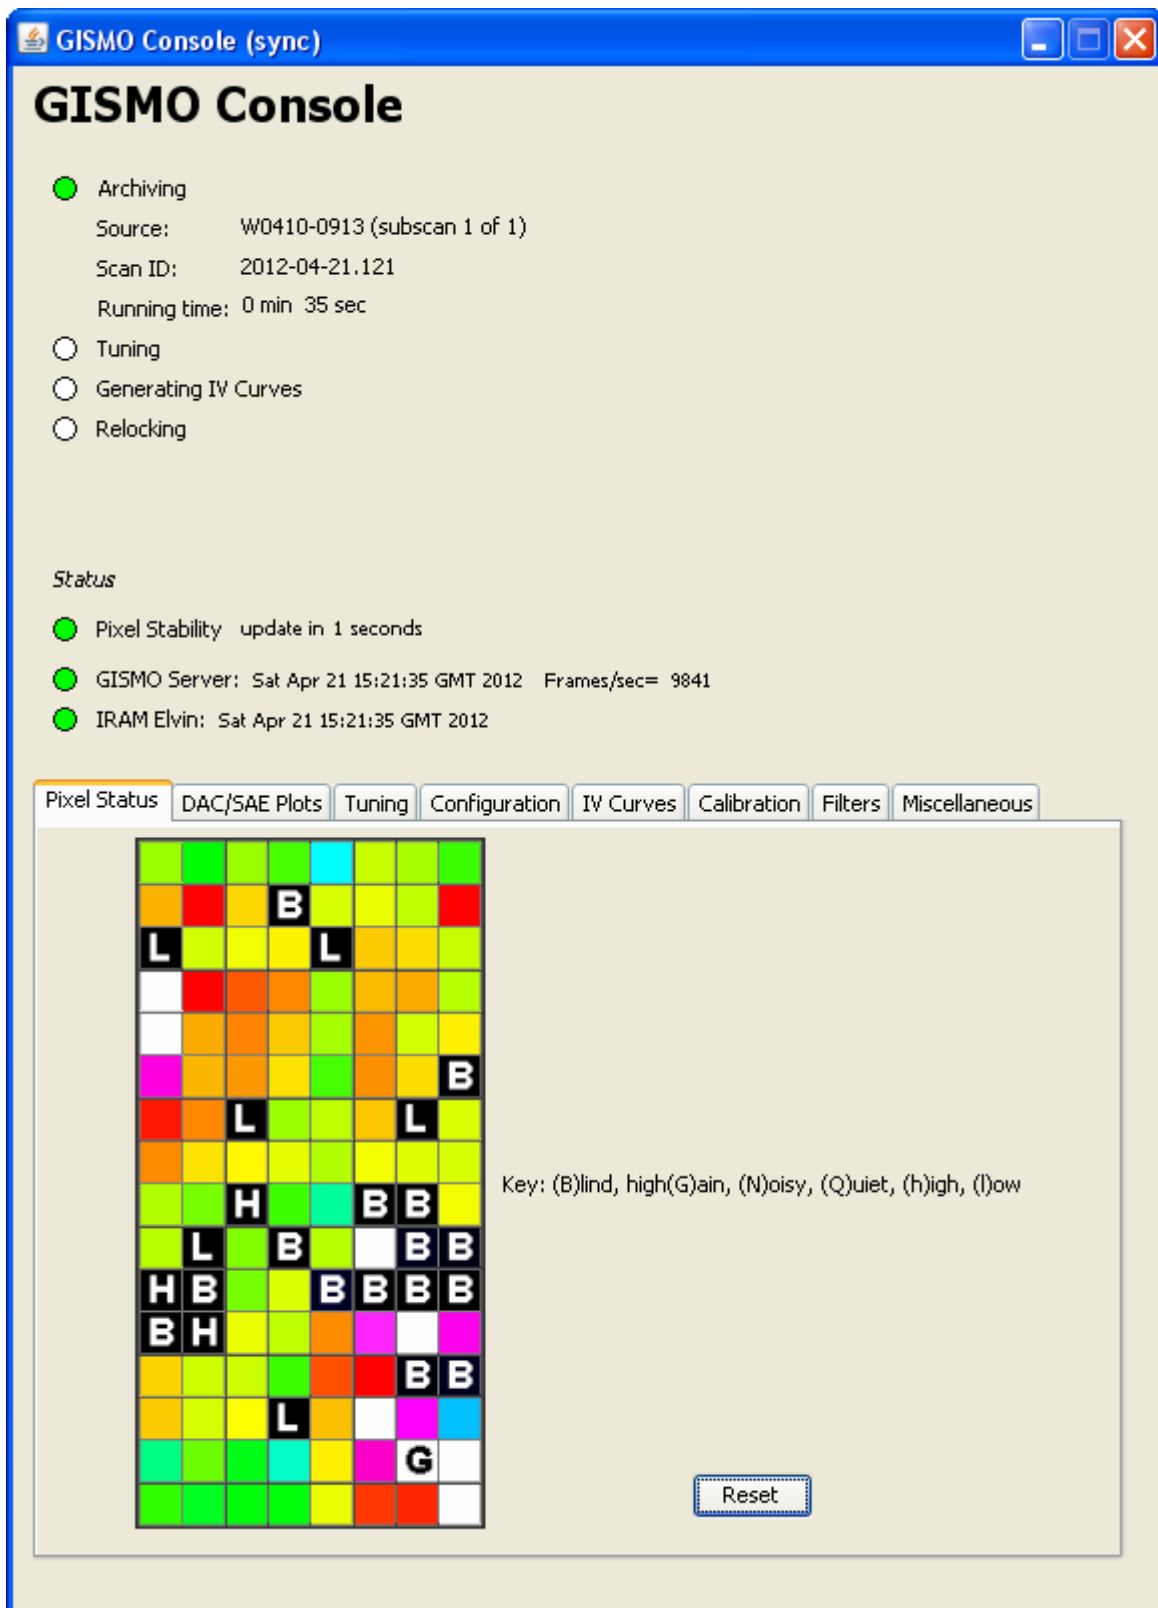 GISMO Console (sync)
GISMO Console
Archiving
Source: W0410-0913 (subscan 1 of 1)
Scan ID: 2012-04-21.121
Running time: 0 min 35 sec
Tuning
Generating IV Curves
Relocking
Status
Pixel Stability update in 1 seconds
GISMO Server: Sat Apr 21 15:21:35 GMT 2012 Frames/sec= 9841
IRAM Elvin: Sat Apr 21 15:21:35 GMT 2012
Pixel Status DAC/SAE Plots Tuning Configuration IV Curves Calibration Filters Miscellaneous
B
L L
B
L L
Key: (B)lind, high(G)ain, (N)oisy, (Q)uiet, (h)igh, (l)ow
H B B
L B B B
H B B B B B
B H
B B
L
G
Reset